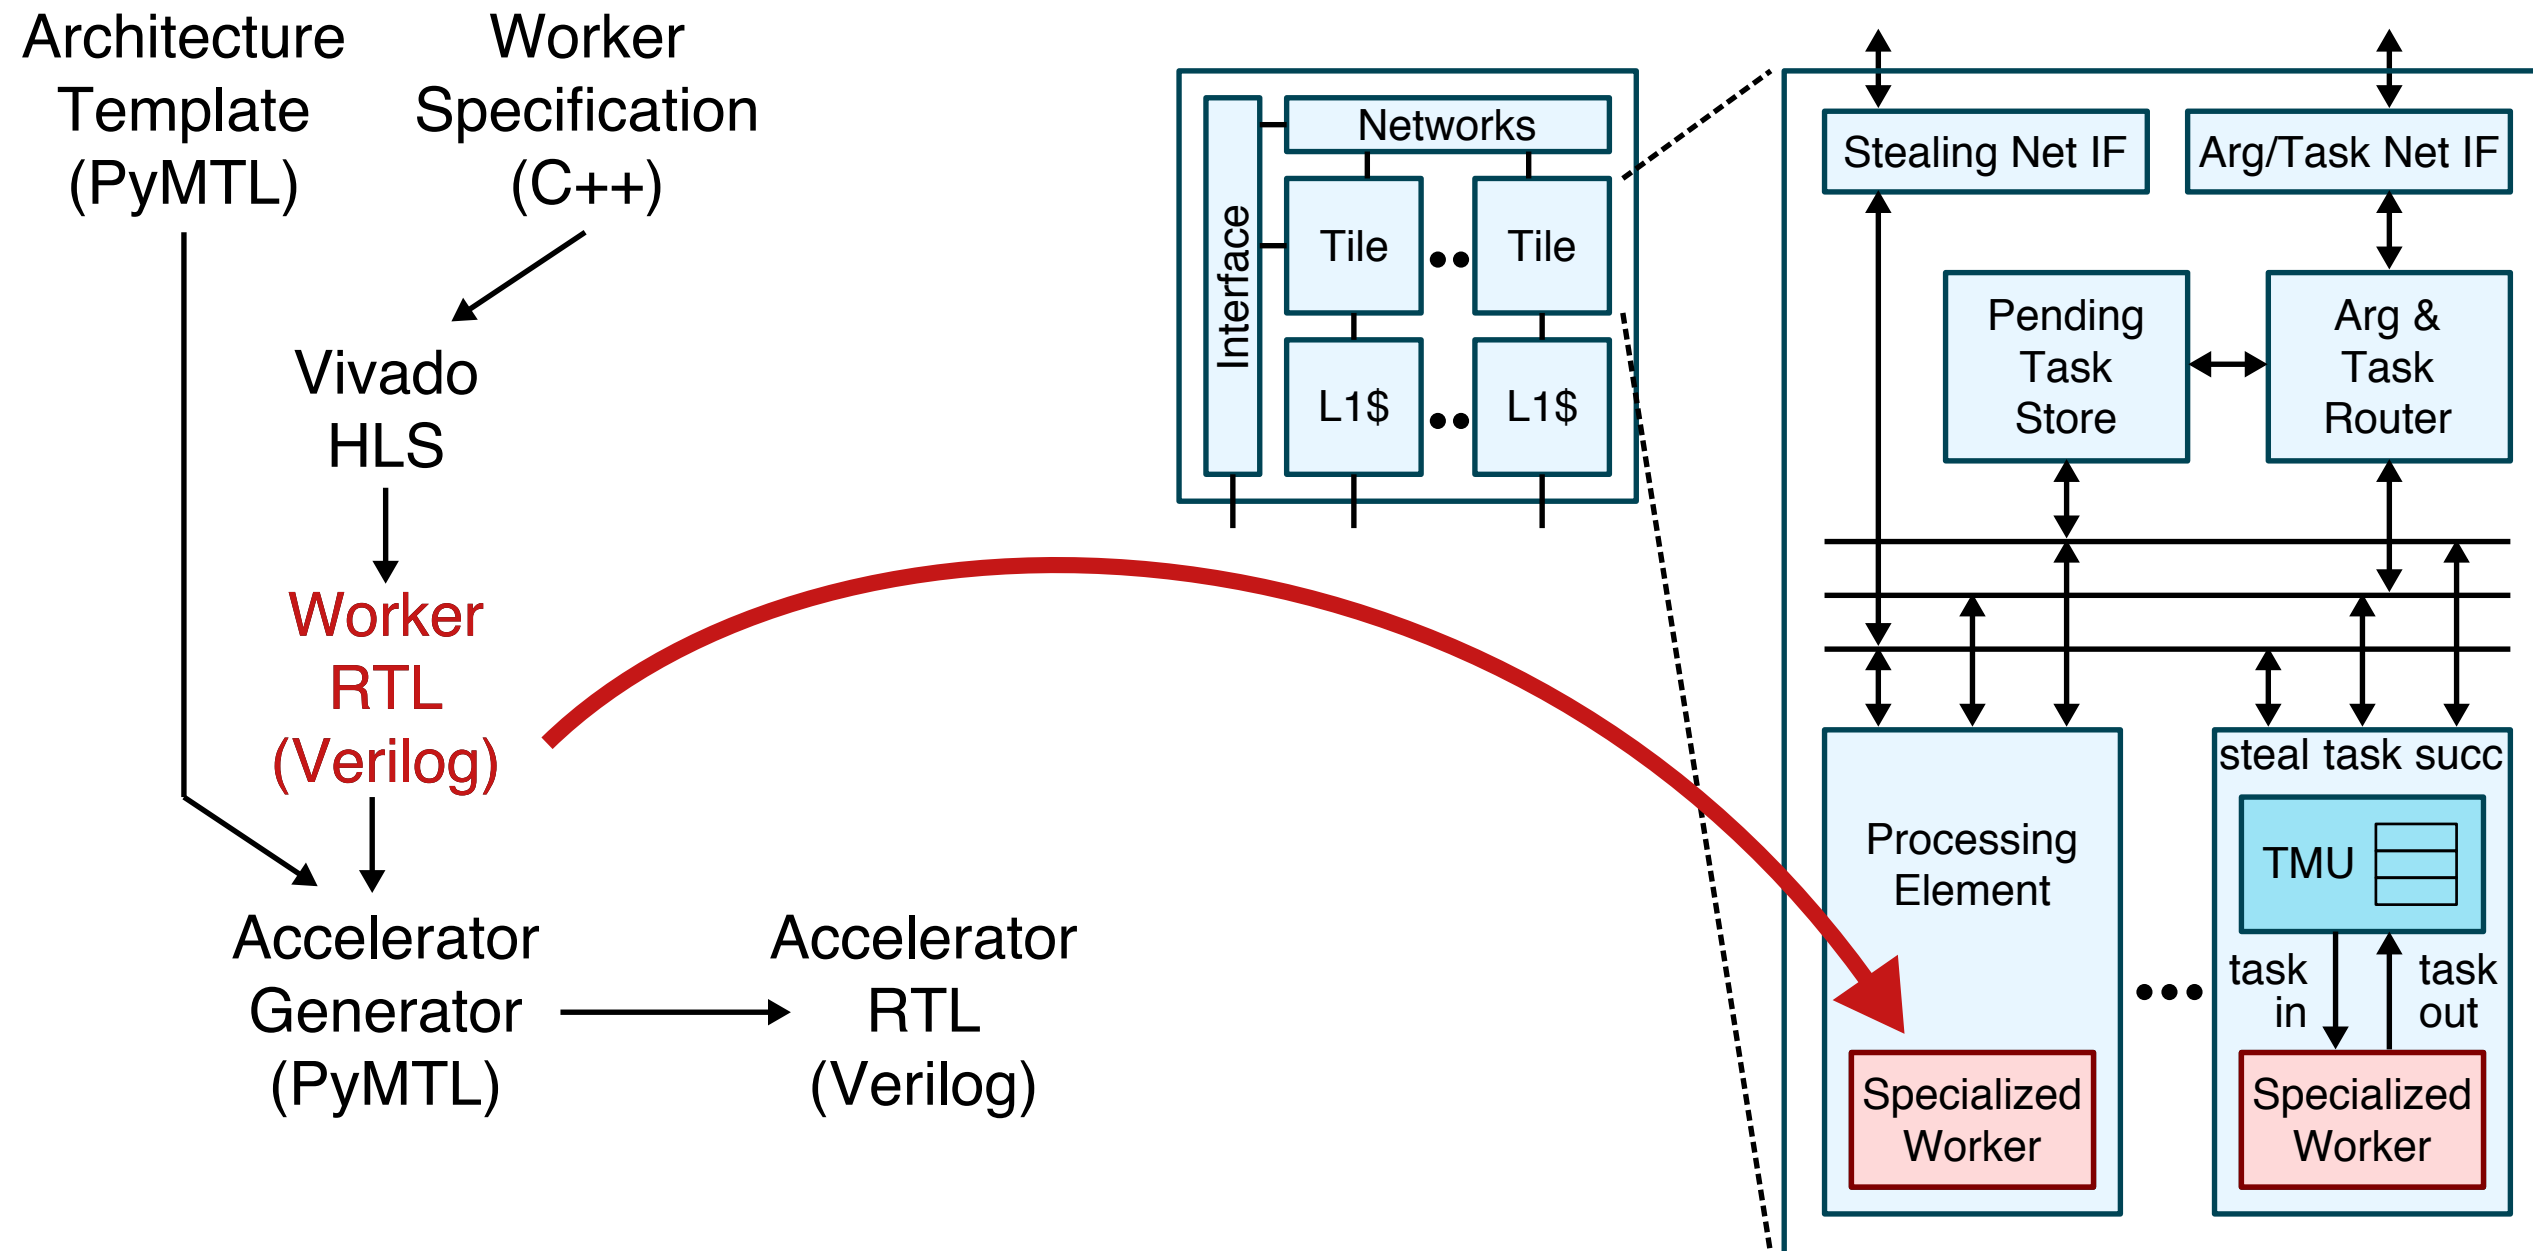 Architecture
Template
(PyMTL)
Worker
Specification
(C++)
Vivado
HLS
Worker
RTL
(Verilog)
Accelerator
Generator
(PyMTL)
Accelerator
RTL
(Verilog)
Interface
Networks
Tile
Tile
L1$
L1$
Stealing Net IF
Arg/Task Net IF
Pending
Task
Store
Arg &
Task
Router
Processing
Element
Specialized
Worker
steal task succ
TMU
task
in
task
out
Specialized
Worker